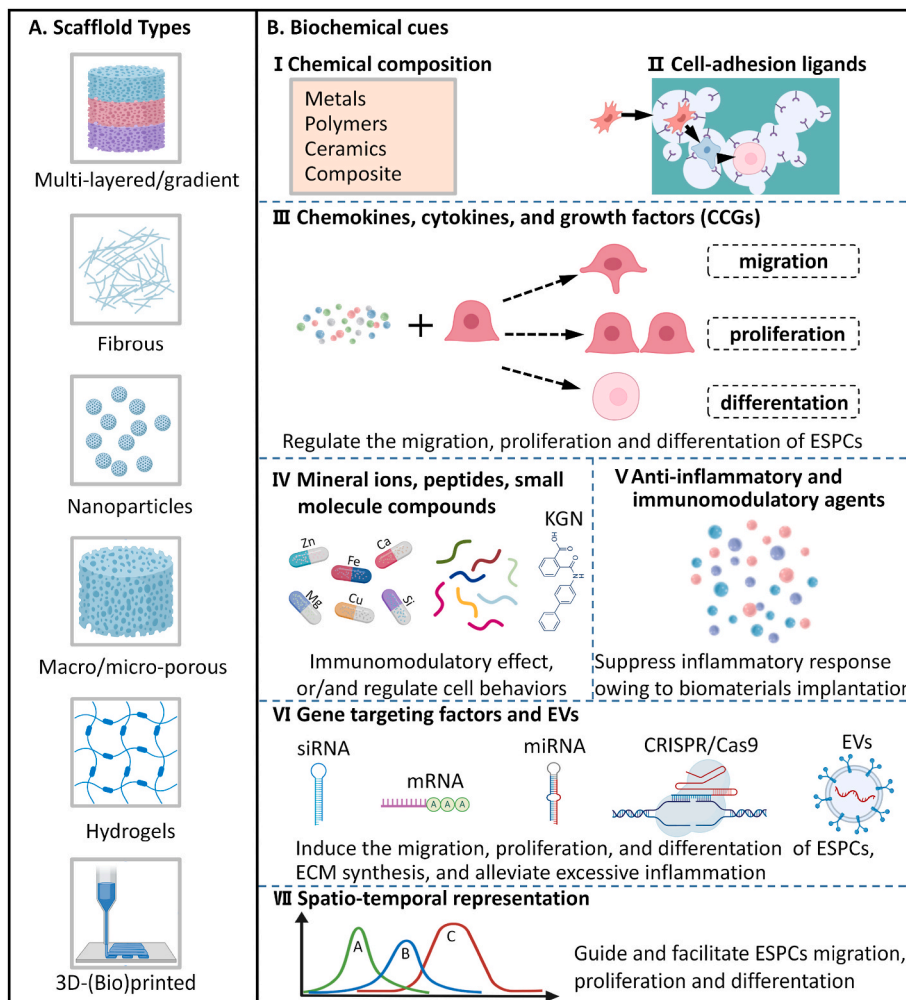 A. Scaffold Types
Multi-layered/gradient
Fibrous
Nanoparticles
Macro/micro-porous
Hydrogels
3D-(Bio)printed
B. Biochemical cues
Ⅰ Chemical composition
Metals
Polymers
Ceramics
Composite
Ⅱ Cell-adhesion ligands
Ⅲ Chemokines, cytokines, and growth factors (CCGs)
+
migration
proliferation
differentation
Regulate the migration, proliferation and differentation of ESPCs
Ⅳ Mineral ions, peptides, small
molecule compounds
Zn
Fe
Ca
Mg
Cu
Si
KGN
OH
O
O
N
H
Immunomodulatory effect,
or/and regulate cell behaviors
Ⅴ Anti-inflammatory and
immunomodulatory agents
Suppress inflammatory response
owing to biomaterials implantation
Ⅵ Gene targeting factors and EVs
siRNA
mRNA
A A A
miRNA
CRISPR/Cas9
EVs
Induce the migration, proliferation, and differentation of ESPCs,
ECM synthesis, and alleviate excessive inflammation
Ⅶ Spatio-temporal representation
A
B
C
Guide and facilitate ESPCs migration,
proliferation and differentation